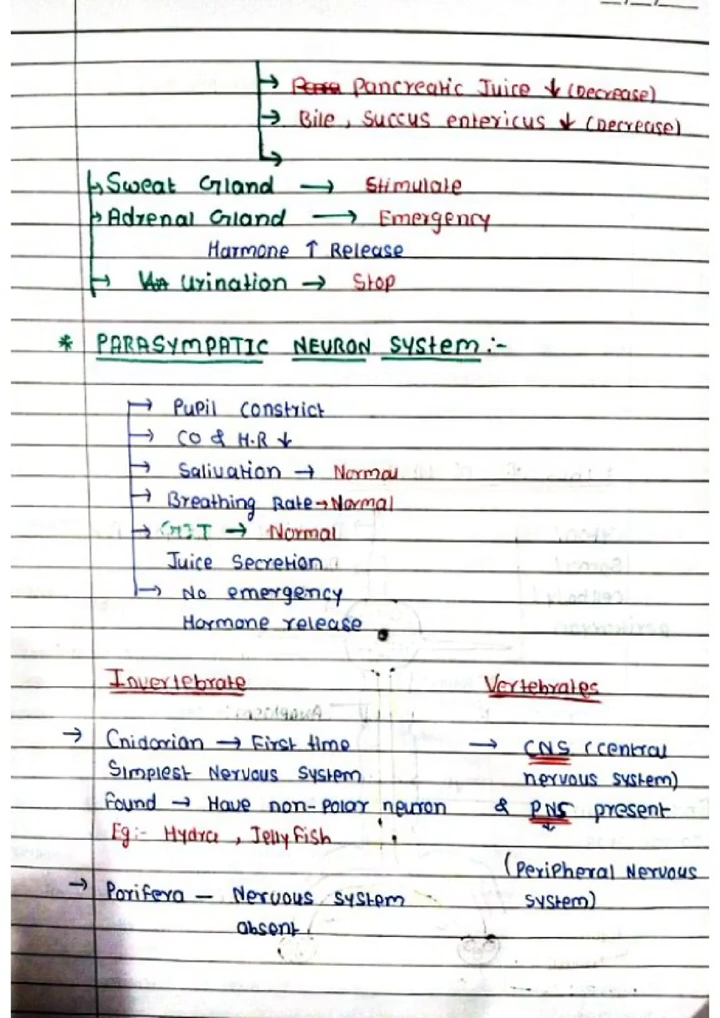 → Pancreatic Juice ↓ (Decrease)
→ Bile, Succus entericus ↓ (Decrease)
→
→ Sweat Gland → Stimulate
→ Adrenal Gland → Emergency
Harmone ↑ Release
→ Urination → Stop
* PARASYMPATIC NEURON SYSTEM :-
→ Pupil constrict
→ CO & H.R ↓
→ Salivation → Normal
→ Breathing Rate → Normal
→ GIT → Normal
Juice Secretion
→ No emergency
Harmone release
Invertebrate Vertebrates
→ Cnidarian → First time → CNS (central
Simplest Nervous System nervous system)
Found → Have non-polar neuron & PNS present
Eg:- Hydra, Jelly Fish
(Peripheral Nervous
→ Porifera — Nervous system System)
absent